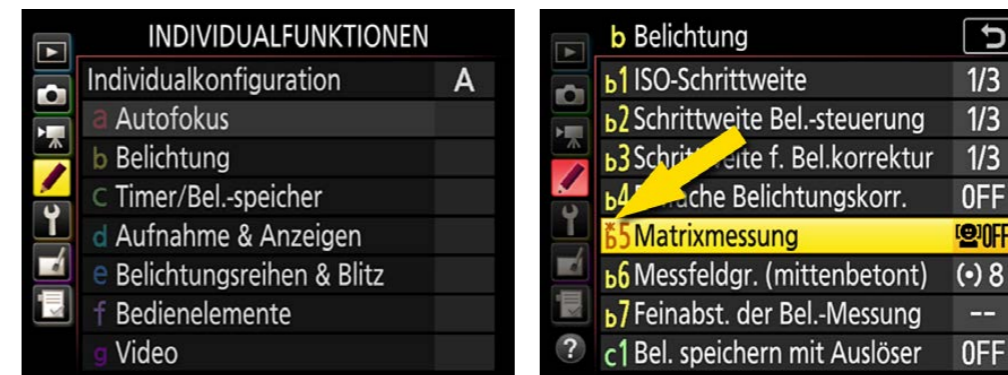 INDIVIDUALFUNKTIONEN
Individualkonfiguration A
a Autofokus
b Belichtung
c Timer/Bel.-speicher
d Aufnahme & Anzeigen
e Belichtungsreihen & Blitz
f Bedienelemente
g Video
b Belichtung
b1 ISO-Schrittweite 1/3
b2 Schrittweite Bel.-steuerung 1/3
b3 f. Bel.korrektur 1/3
b4 Belichtungskorr. OFF
*b5 Matrixmessung OFF
b6 Messfeldgr. (mittenbetont) (•) 8
b7 Feinabst. der Bel.-Messung --
? c1 Bel. speichern mit Auslöser OFF